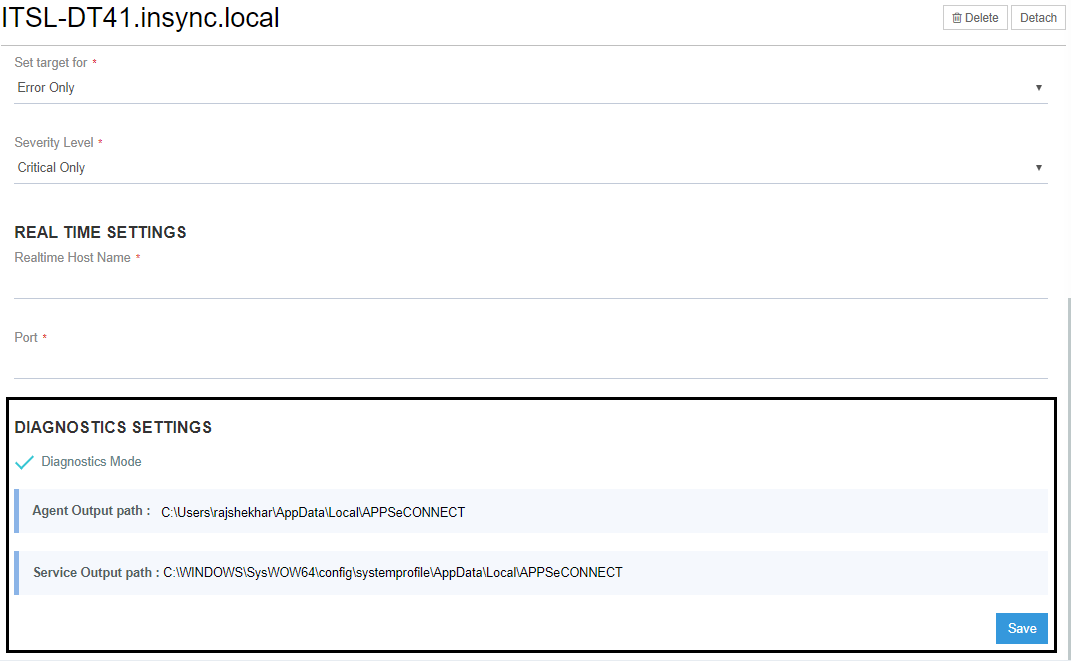 ITSL-DT41.insync.local
Delete
Detach
Set target for *
Error Only
Severity Level *
Critical Only
REAL TIME SETTINGS
Realtime Host Name *
Port *
DIAGNOSTICS SETTINGS
Diagnostics Mode
Agent Output path : C:\Users\rajshekhar\AppData\Local\APPSeCONNECT
Service Output path : C:\WINDOWS\SysWOW64\config\systemprofile\AppData\Local\APPSeCONNECT
Save